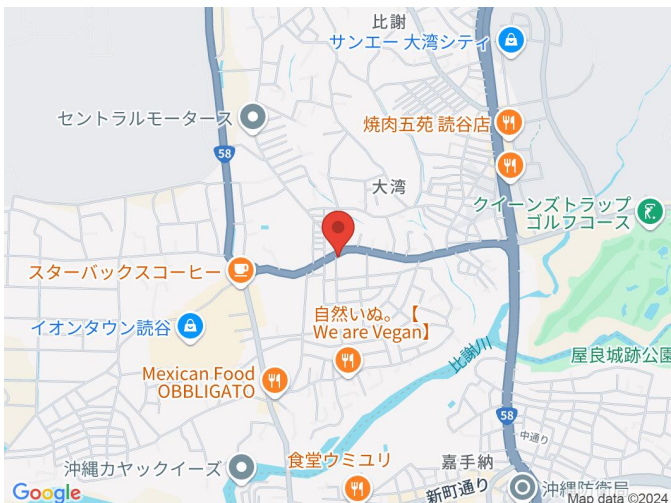 比謝
サンエー 大湾シティ
セントラルモータース
焼肉五苑 読谷店
58
大湾
クイーンズトラップ
ゴルフコース
スターバックスコーヒー
自然いぬ。【
We are Vegan】
イオンタウン読谷
比謝川
屋良城跡公園
Mexican Food
OBBLIGATO
58
中通り
嘉手納
食堂ウミユリ
沖縄カヤックイーズ
新町通り
沖縄防衛局
Google
Map data ©2024